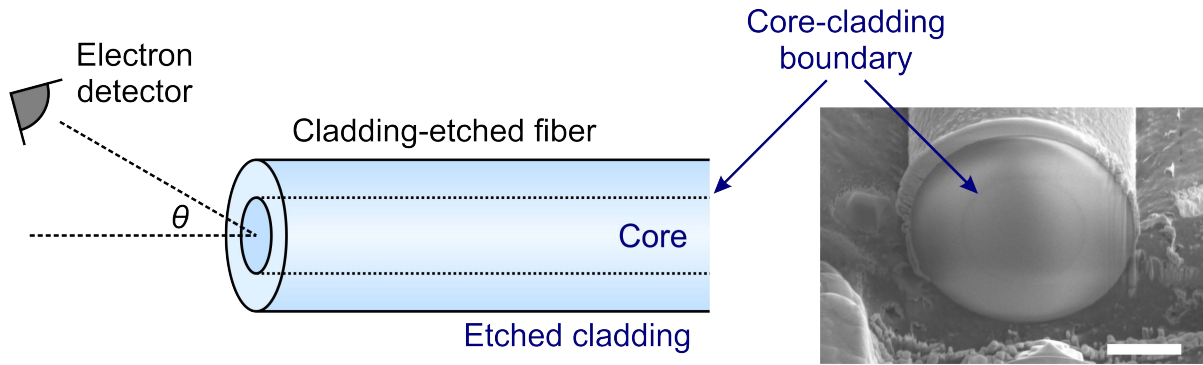 Electron
detector
Cladding-etched fiber
Core-cladding
boundary
θ
Core
Etched cladding